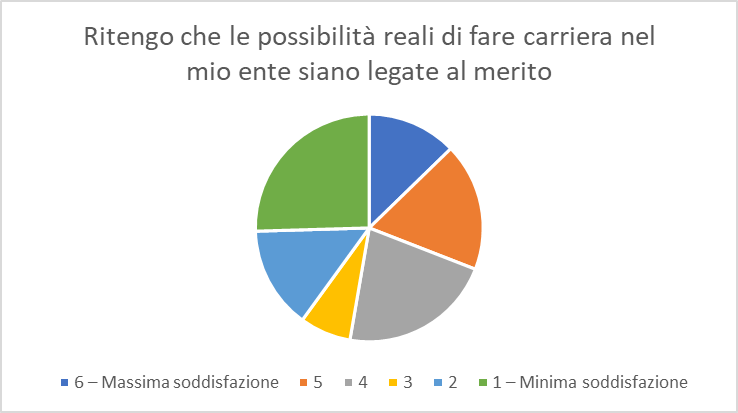 Ritengo che le possibilità reali di fare carriera nel
mio ente siano legate al merito
6 – Massima soddisfazione 5 4 3 2 1 – Minima soddisfazione